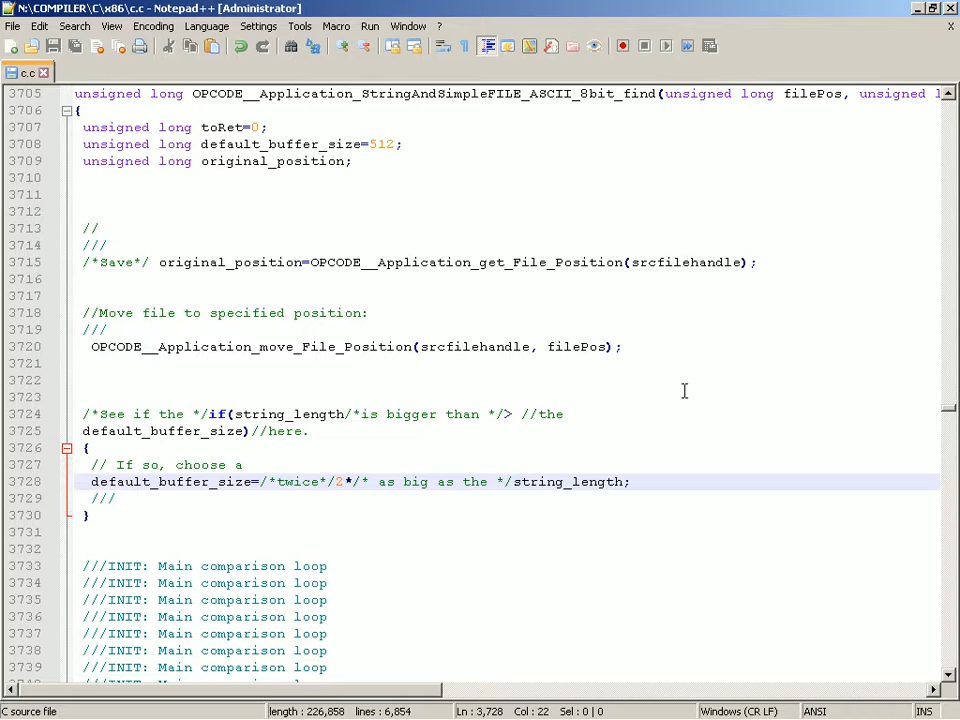 N:\COMPILER\C\x86\c.c - Notepad++ [Administrator]
File Edit Search View Encoding Language Settings Tools Macro Run Window ? X
c.c
3705 unsigned long OPCODE__Application_StringAndSimpleFILE_ASCII_8bit_find(unsigned long filePos, unsigned l
3706 {
3707 unsigned long toRet=0;
3708 unsigned long default_buffer_size=512;
3709 unsigned long original_position;
3710
3711
3712
3713 //
3714 ///
3715 /*Save*/ original_position=OPCODE__Application_get_File_Position(srcfilehandle);
3716
3717
3718 //Move file to specified position:
3719 ///
3720 OPCODE__Application_move_File_Position(srcfilehandle, filePos);
3721
3722
3723
3724 /*See if the */if(string_length/*is bigger than */> //the
3725 default_buffer_size)//here.
3726 {
3727 // If so, choose a
3728 default_buffer_size=/*twice*/2*/* as big as the */string_length;
3729 ///
3730 }
3731
3732
3733 ///INIT: Main comparison loop
3734 ///INIT: Main comparison loop
3735 ///INIT: Main comparison loop
3736 ///INIT: Main comparison loop
3737 ///INIT: Main comparison loop
3738 ///INIT: Main comparison loop
3739 ///INIT: Main comparison loop
C source file length : 226,858 lines : 6,854 Ln : 3,728 Col : 22 Sel : 0 | 0 Windows (CR LF) ANSI INS